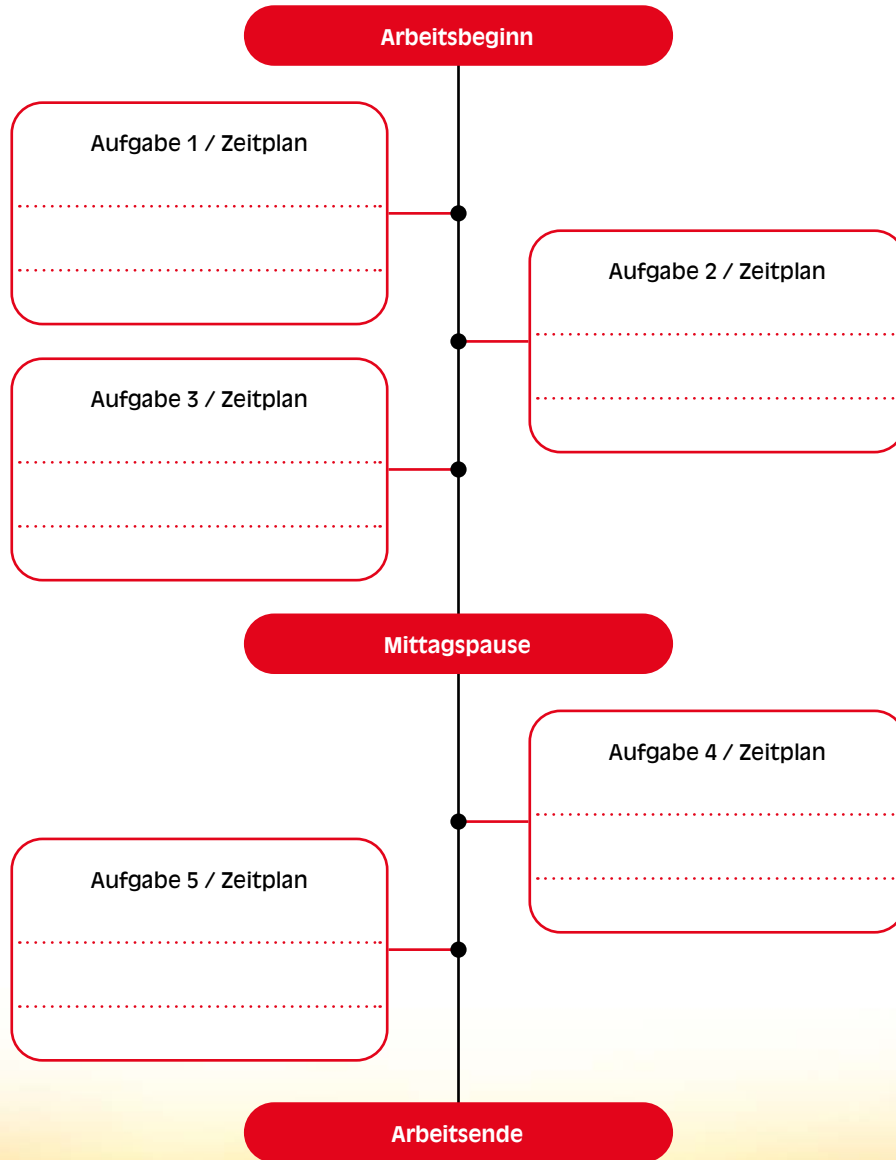 Arbeitsbeginn
Aufgabe 1 / Zeitplan
Aufgabe 2 / Zeitplan
Aufgabe 3 / Zeitplan
Mittagspause
Aufgabe 4 / Zeitplan
Aufgabe 5 / Zeitplan
Arbeitsende